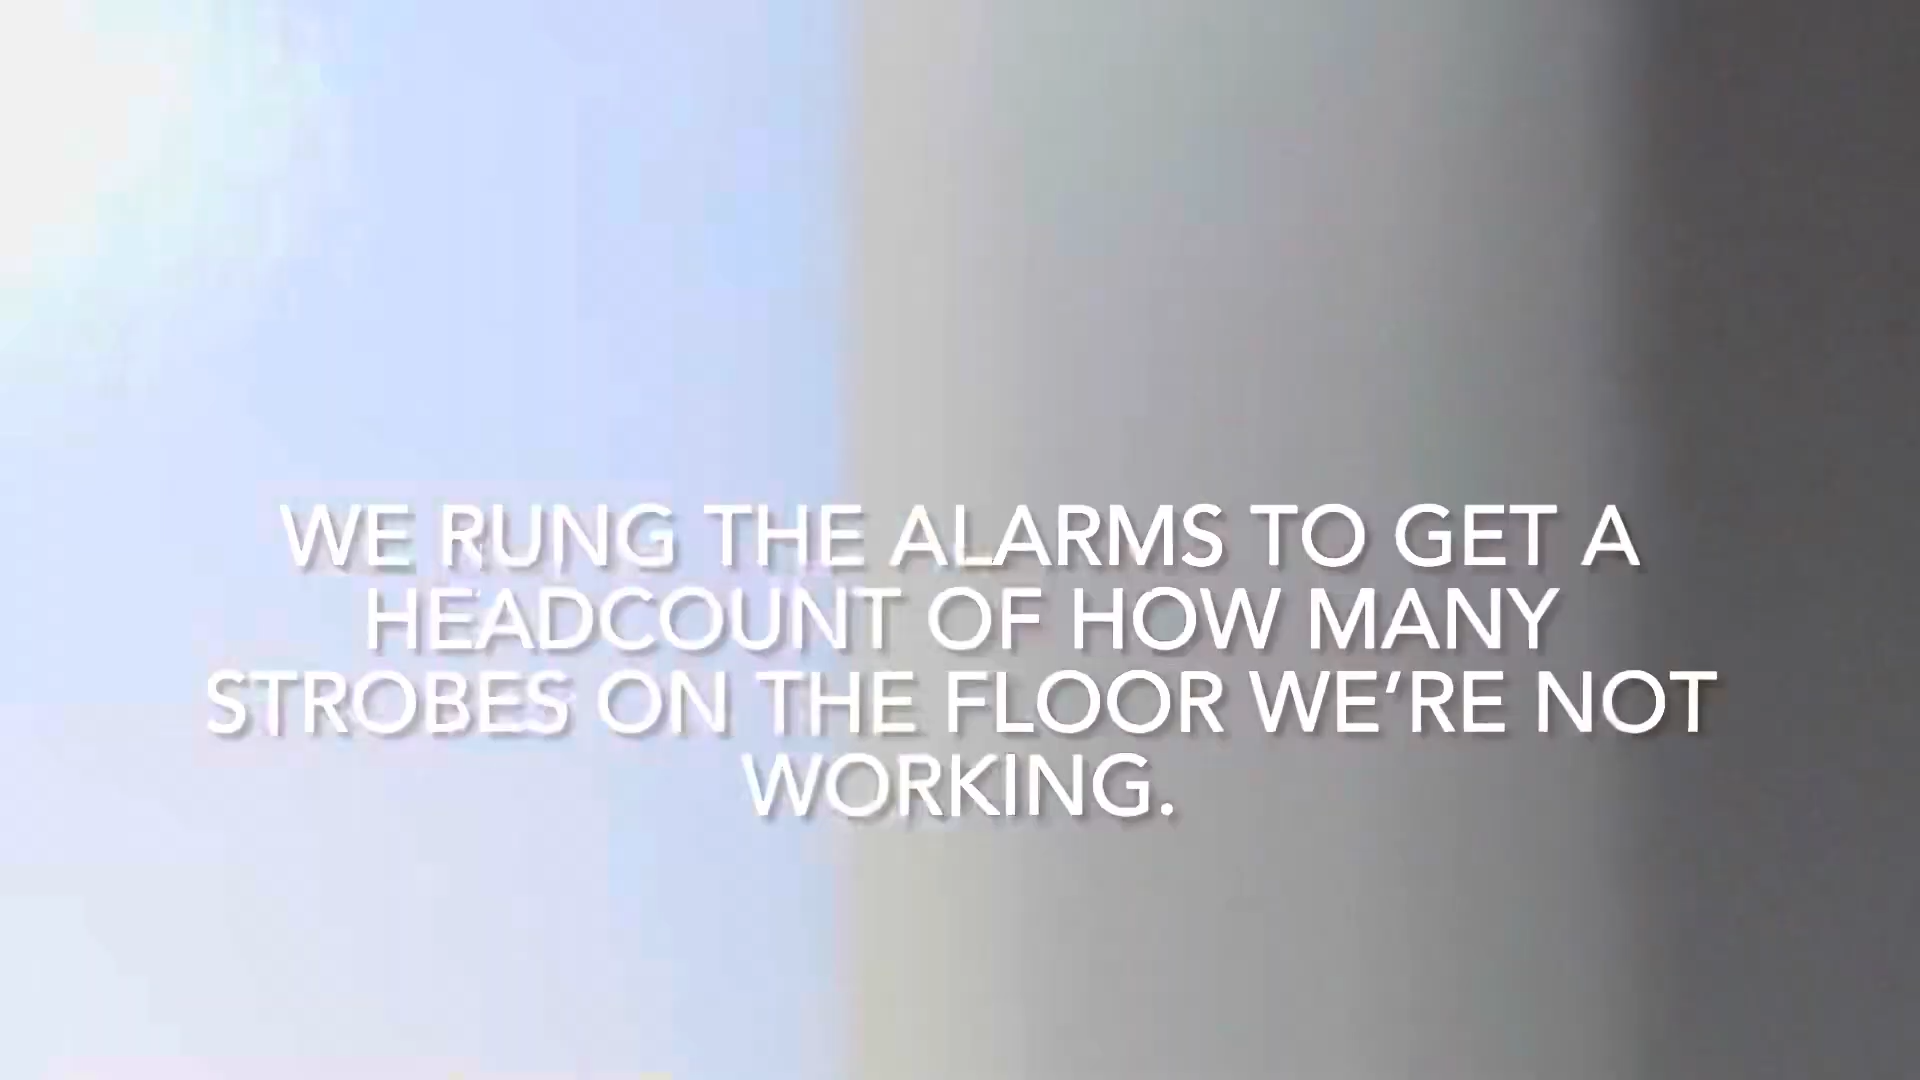 WE RUNG THE ALARMS TO GET A
HEADCOUNT OF HOW MANY
STROBES ON THE FLOOR WE’RE NOT
WORKING.